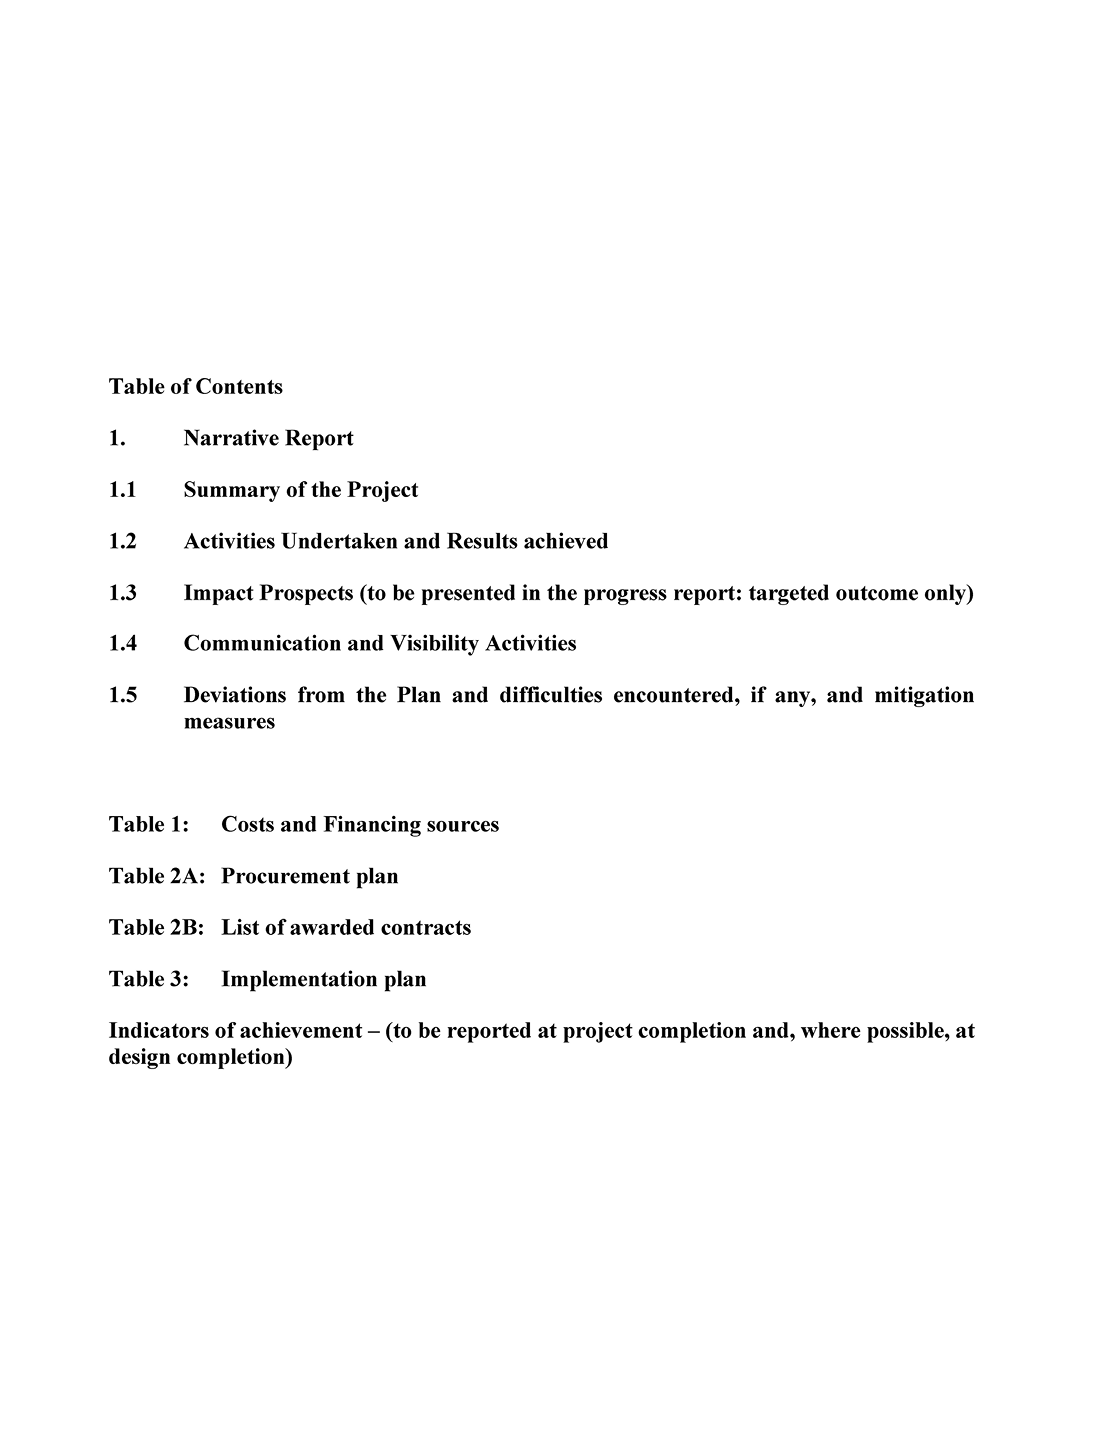 Table of Contents
1. Narrative Report
1.1 Summary of the Project
1.2 Activities Undertaken and Results achieved
1.3 Impact Prospects (to be presented in the progress report: targeted outcome only)
1.4 Communication and Visibility Activities
1.5 Deviations from the Plan and difficulties encountered, if any, and mitigation
measures
Table 1: Costs and Financing sources
Table 2A: Procurement plan
Table 2B: List of awarded contracts
Table 3: Implementation plan
Indicators of achievement – (to be reported at project completion and, where possible, at
design completion)